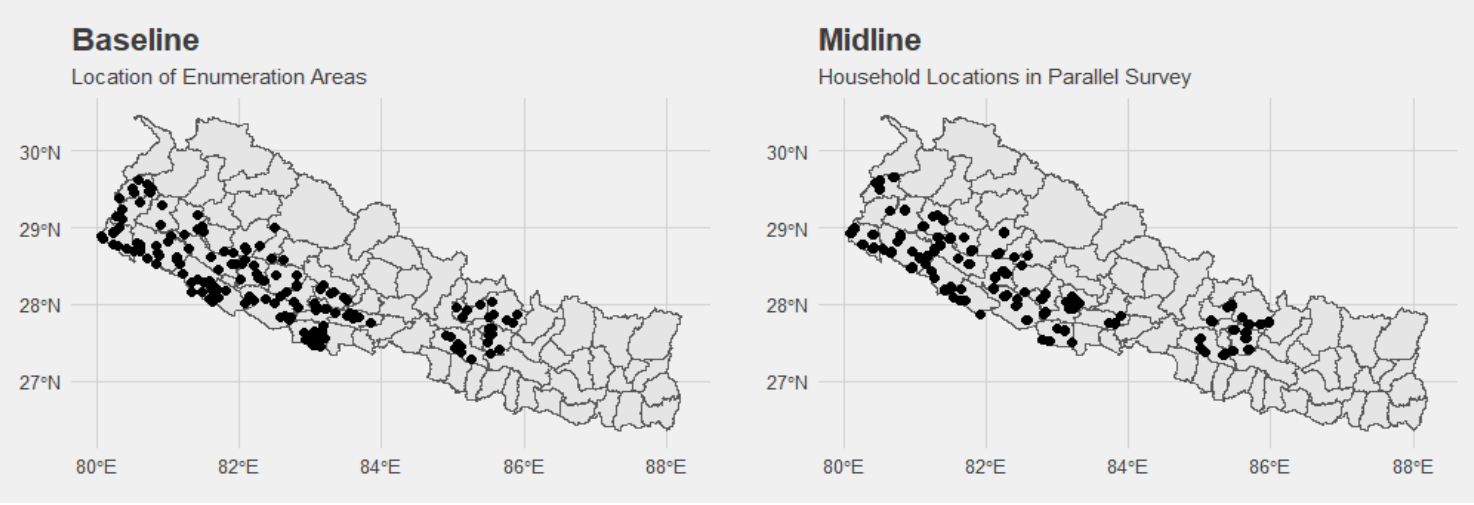 Baseline
Location of Enumeration Areas
30°N
29°N
28°N
27°N
80°E
82°E
84°E
86°E
88°E
Midline
Household Locations in Parallel Survey
30°N
29°N
28°N
27°N
80°E
82°E
84°E
86°E
88°E